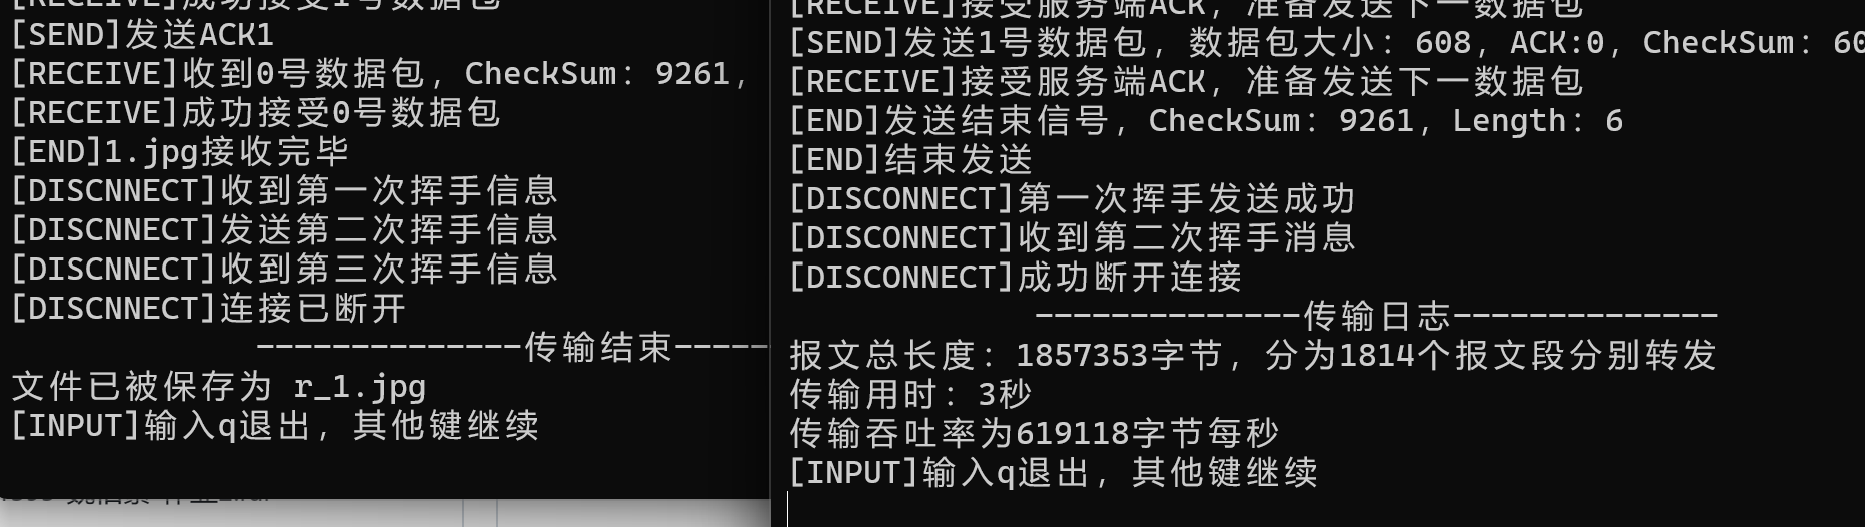 [RECEIVE]成功接受1号数据包
[SEND]发送ACK1
[RECEIVE]收到0号数据包, CheckSum: 9261,
[RECEIVE]成功接受0号数据包
[END]1.jpg接收完毕
[DISCNNECT]收到第一次挥手信息
[DISCNNECT]发送第二次挥手信息
[DISCNNECT]收到第三次挥手信息
[DISCNNECT]连接已断开
--------------传输结束-----
文件已被保存为 r_1.jpg
[INPUT]输入q退出, 其他键继续
[RECEIVE]接受服务端ACK, 准备发送下一数据包
[SEND]发送1号数据包, 数据包大小: 608, ACK:0, CheckSum: 60
[RECEIVE]接受服务端ACK, 准备发送下一数据包
[END]发送结束信号, CheckSum: 9261, Length: 6
[END]结束发送
[DISCONNECT]第一次挥手发送成功
[DISCONNECT]收到第二次挥手消息
[DISCONNECT]成功断开连接
--------------传输日志--------------
报文总长度: 1857353字节, 分为1814个报文段分别转发
传输用时: 3秒
传输吞吐率为619118字节每秒
[INPUT]输入q退出, 其他键继续